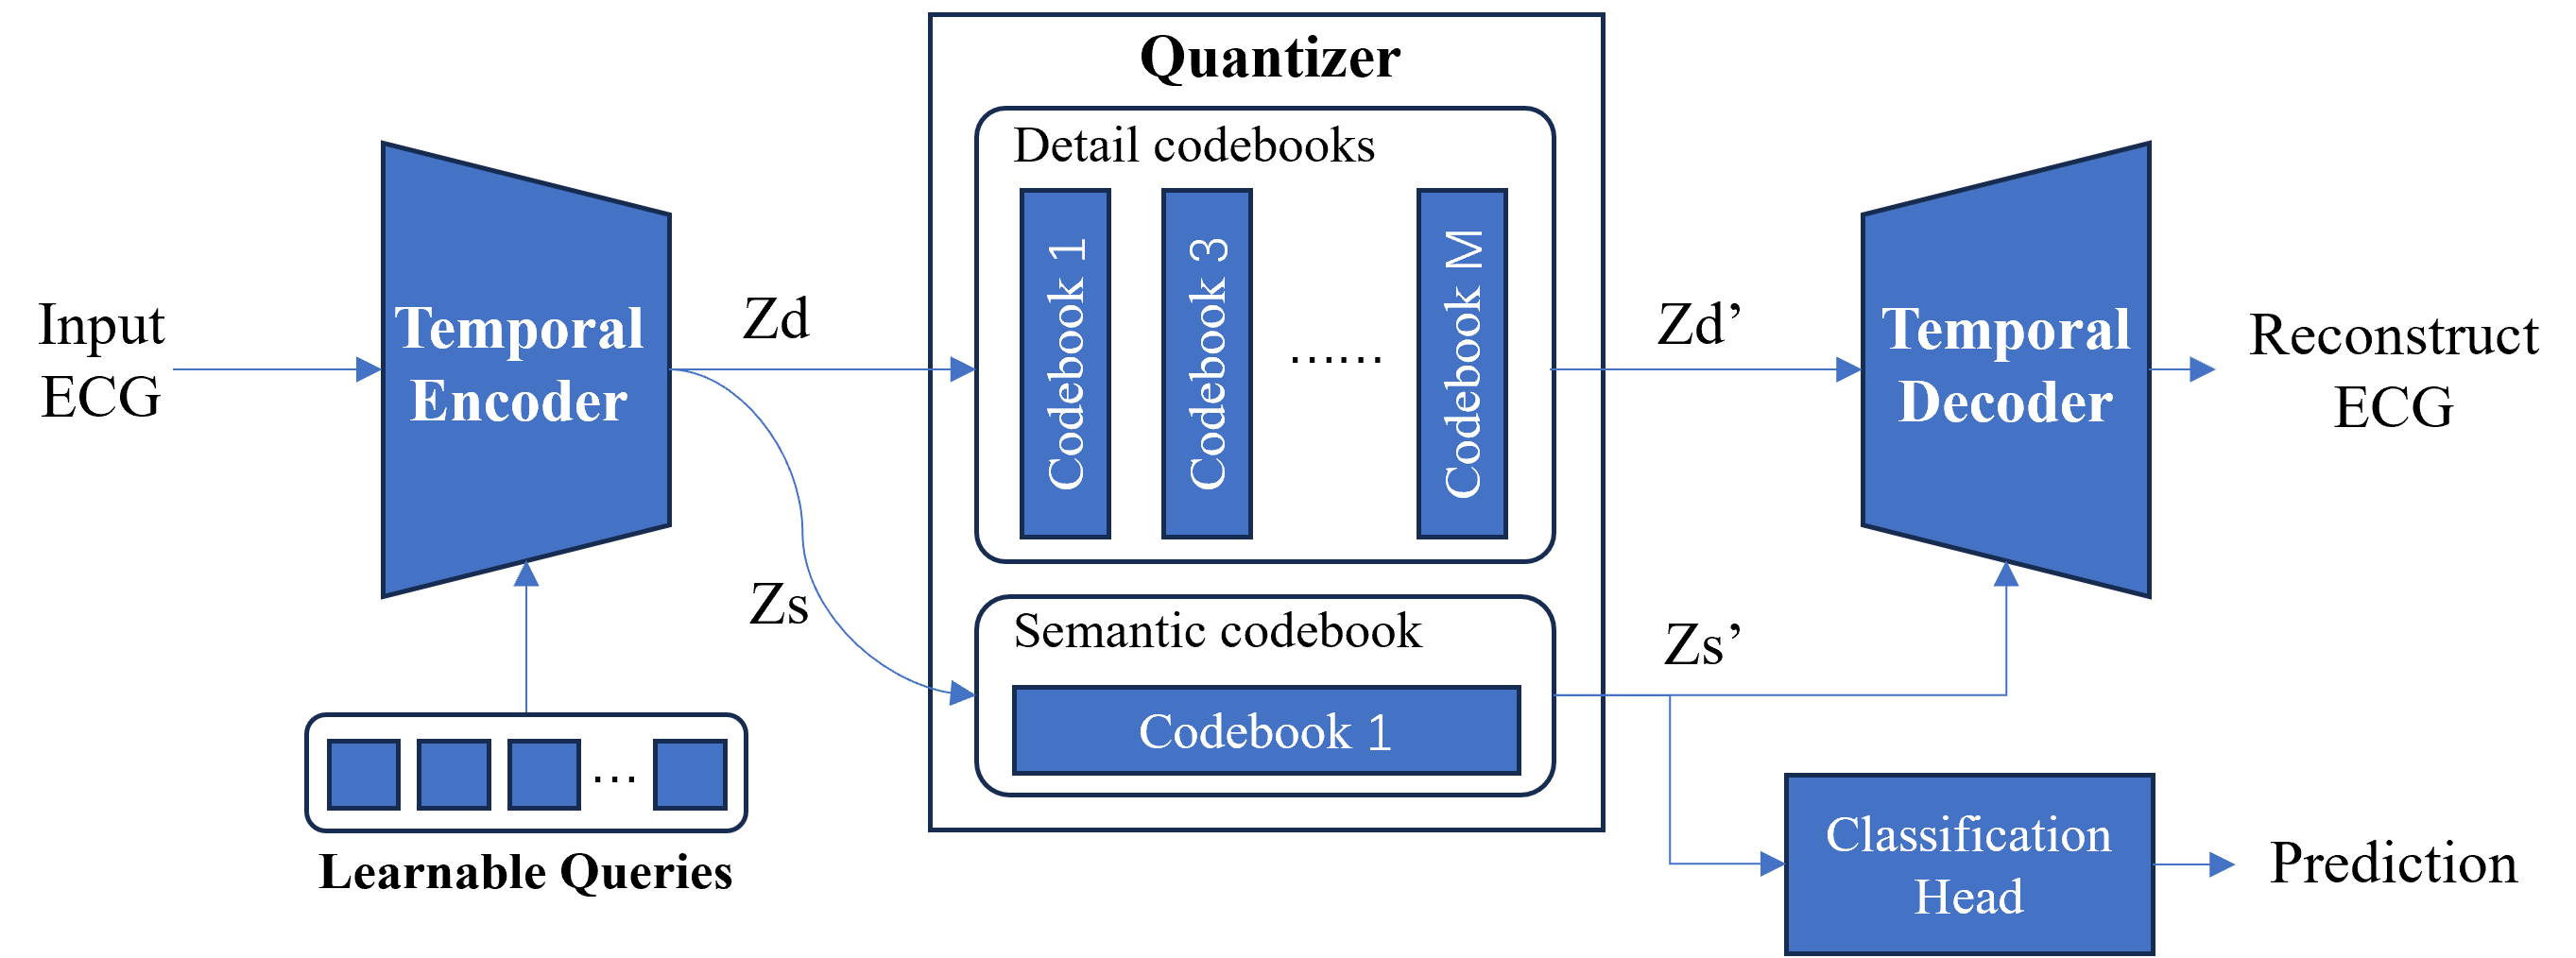 Quantizer
Detail codebooks
Codebook 1
Codebook 3
……
Codebook M
Input
ECG
Temporal
Encoder
Zd
Zd’
Temporal
Decoder
Reconstruct
ECG
Zs
Semantic codebook
Codebook 1
Zs’
...
Learnable Queries
Classification
Head
Prediction